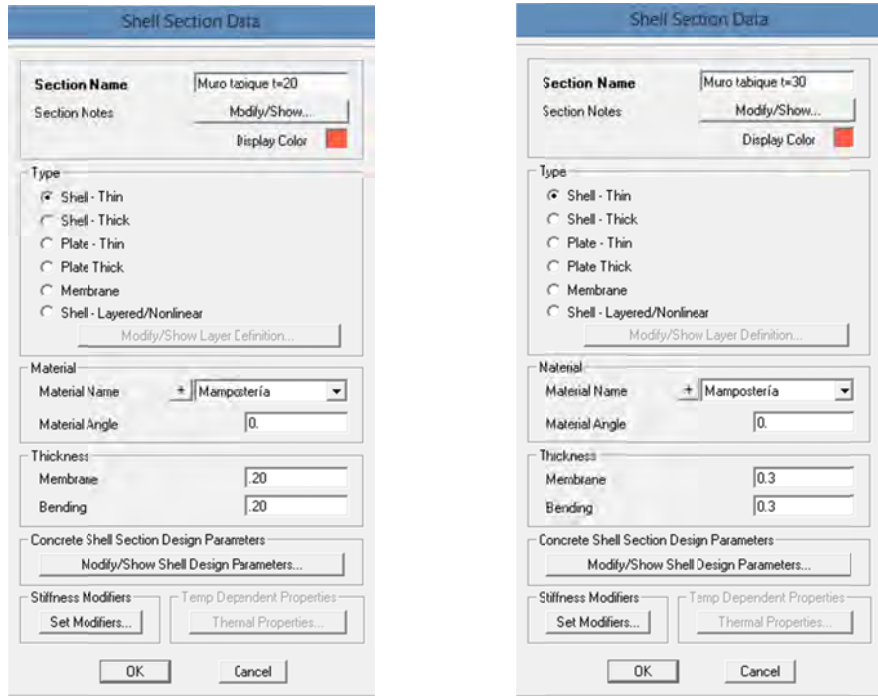 Shell Section Data
Section Name Muro tabique t=20
Section Notes Modify/Show...
Display Color
Type
Shell - Thin
Shell - Thick
Plate - Thin
Plate Thick
Membrane
Shell - Layered/Nonlinear
Modify/Show Layer Definition...
Material
Material Name + Mampostería
Material Angle 0.
Thickness
Membrane .20
Bending .20
Concrete Shell Section Design Parameters
Modify/Show Shell Design Parameters...
Stiffness Modifiers Temp Dependent Properties
Set Modifiers... Thermal Properties...
OK Cancel
Shell Section Data
Section Name Muro tabique t=30
Section Notes Modify/Show...
Display Color
Type
Shell - Thin
Shell - Thick
Plate - Thin
Plate Thick
Membrane
Shell - Layered/Nonlinear
Modify/Show Layer Definition...
Material
Material Name + Mampostería
Material Angle 0.
Thickness
Membrane 0.3
Bending 0.3
Concrete Shell Section Design Parameters
Modify/Show Shell Design Parameters...
Stiffness Modifiers Temp Dependent Properties
Set Modifiers... Thermal Properties...
OK Cancel